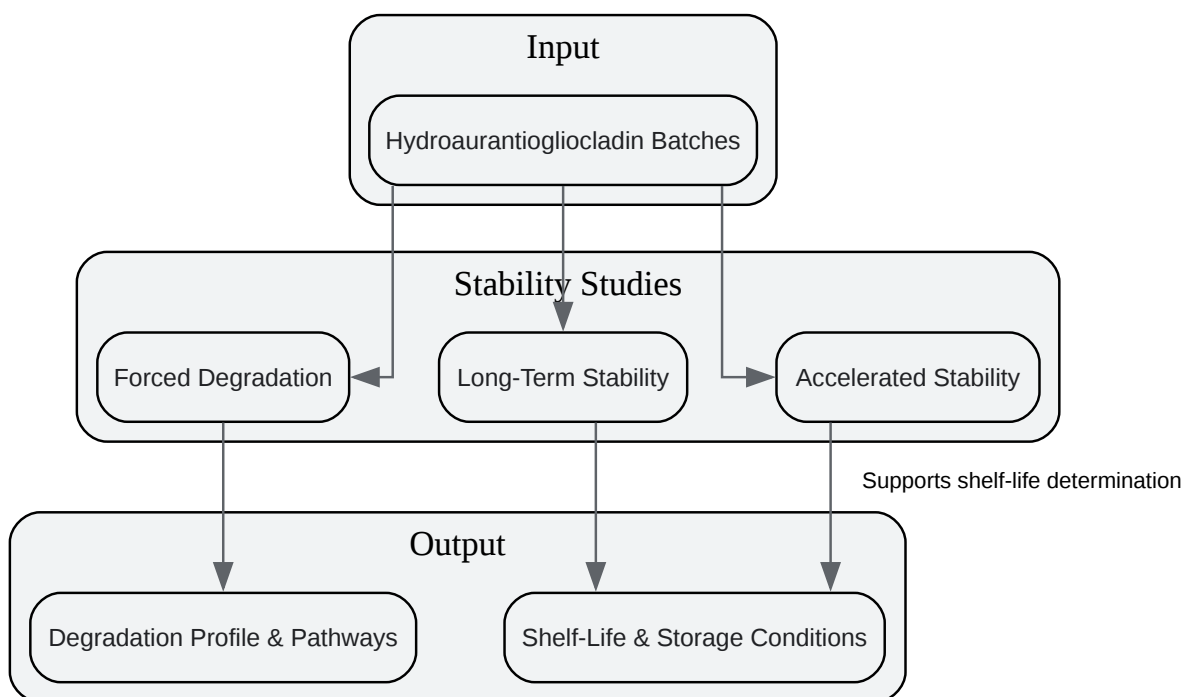 Input
Hydroaurantiogliocladin Batches
Stability Studies
Forced Degradation
Long-Term Stability
Accelerated Stability
Supports shelf-life determination
Output
Degradation Profile & Pathways
Shelf-Life & Storage Conditions